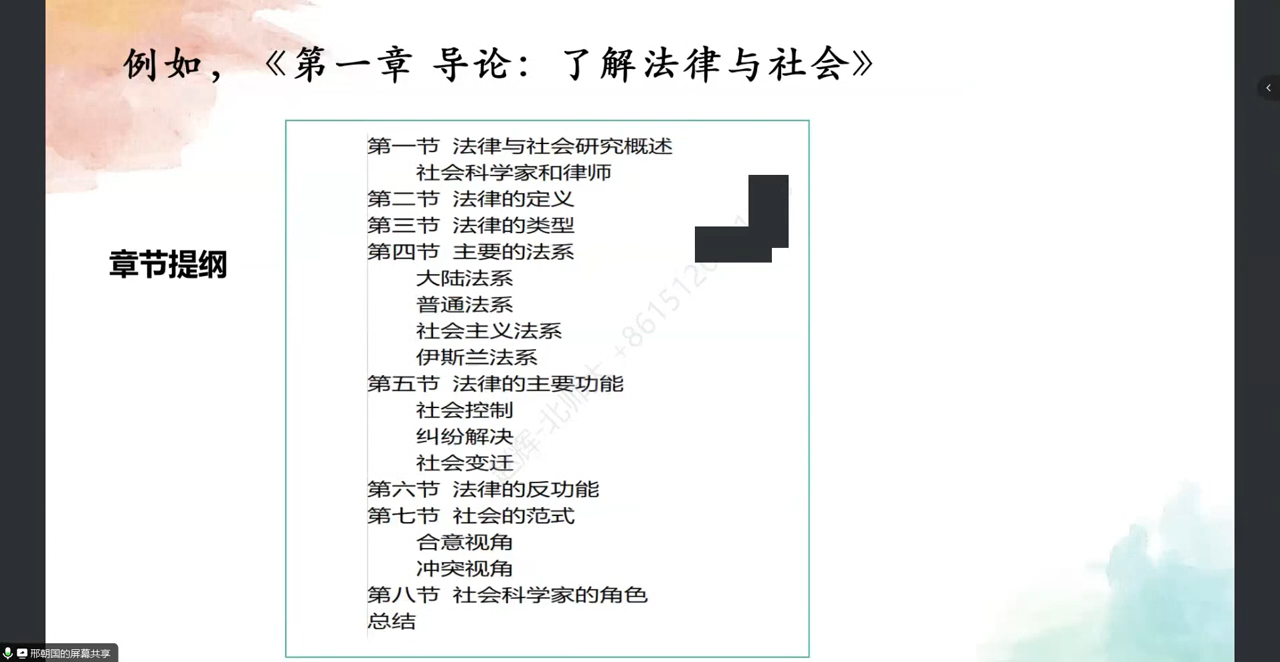 例如，《第一章 导论：了解法律与社会》
章节提纲
第一节 法律与社会研究概述
社会科学家和律师
第二节 法律的定义
第三节 法律的类型
第四节 主要的法系
大陆法系
普通法系
社会主义法系
伊斯兰法系
第五节 法律的主要功能
社会控制
纠纷解决
社会变迁
第六节 法律的反功能
第七节 社会的范式
合意视角
冲突视角
第八节 社会科学家的角色
总结
邢朝国的屏幕共享